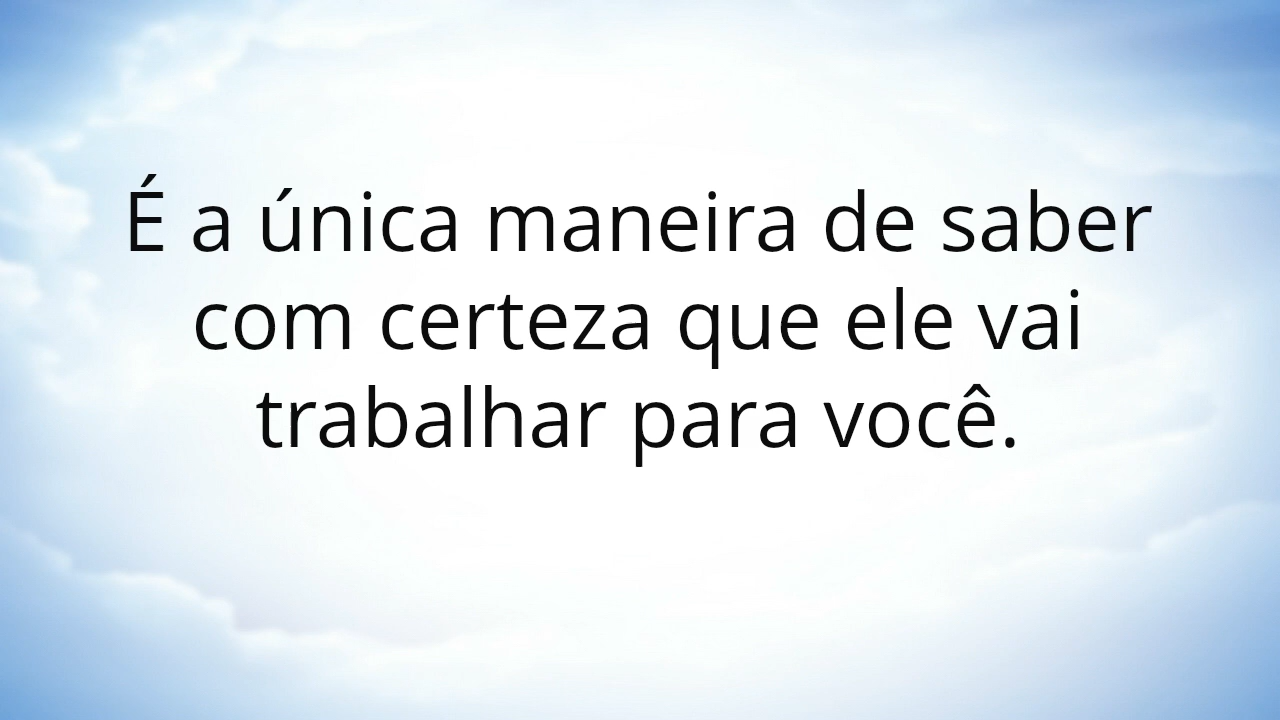 É a única maneira de saber
com certeza que ele vai
trabalhar para você.